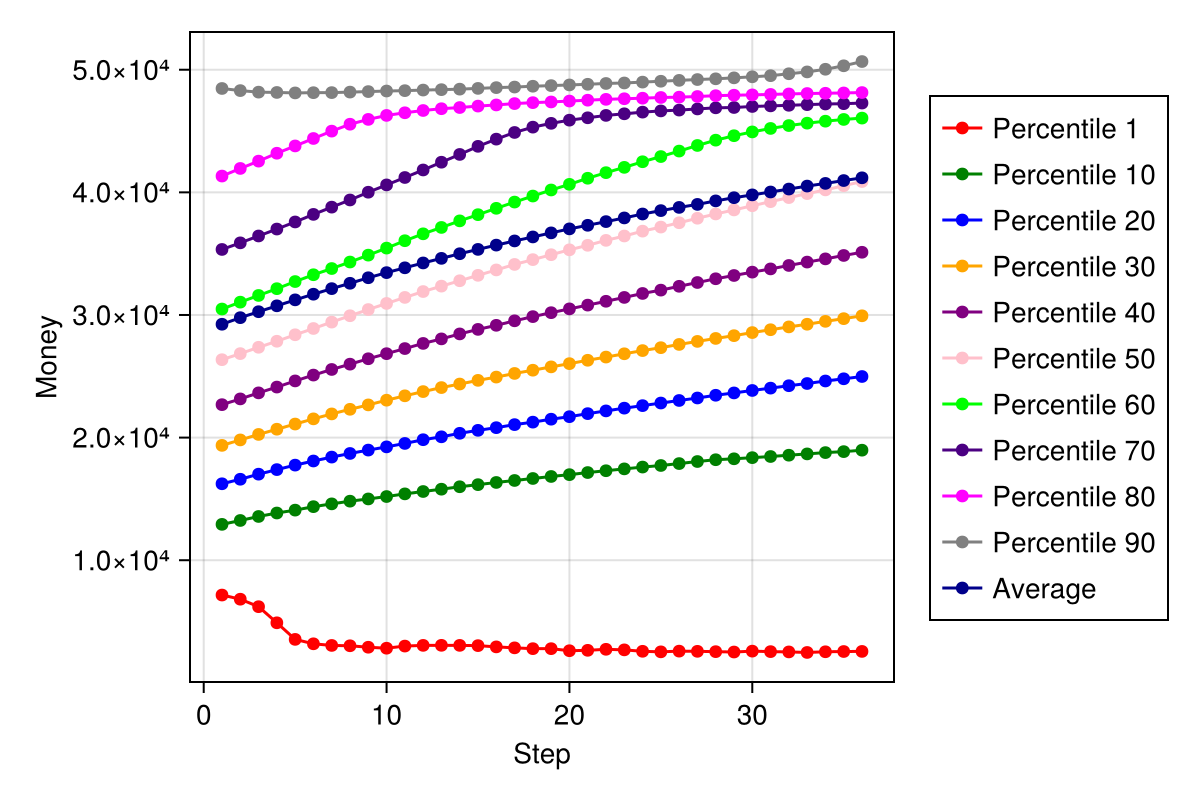 5.0×10⁴
4.0×10⁴
3.0×10⁴
2.0×10⁴
1.0×10⁴
Money
0 10 20 30
Step
Percentile 1
Percentile 10
Percentile 20
Percentile 30
Percentile 40
Percentile 50
Percentile 60
Percentile 70
Percentile 80
Percentile 90
Average